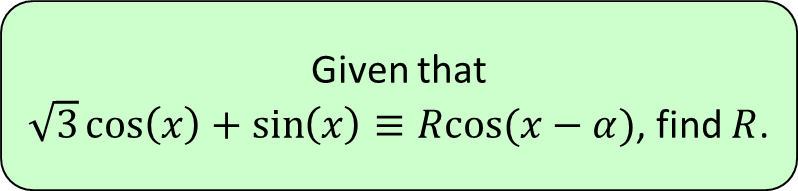 Given that
√3 cos(x) + sin(x) ≡ Rcos(x − α), find R.